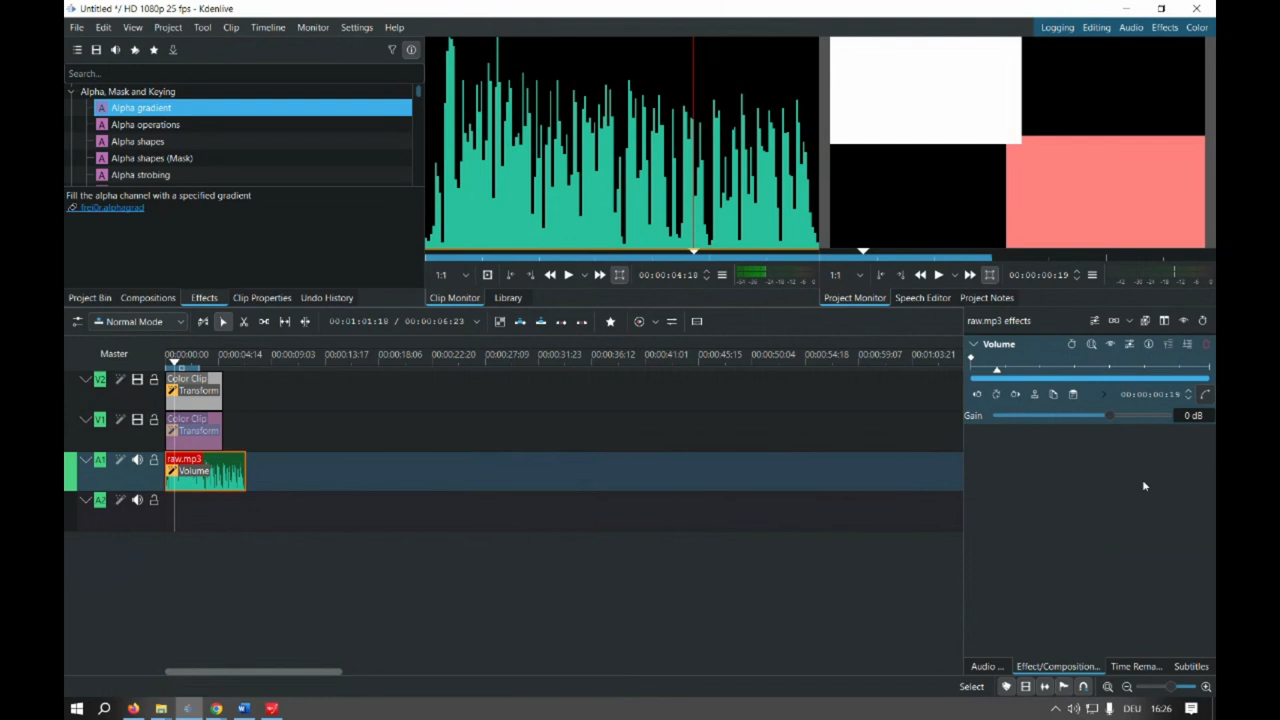 Untitled */ HD 1080p 25 fps - Kdenlive
File Edit View Project Tool Clip Timeline Monitor Settings Help
Logging Editing Audio Effects Color
Search...
Alpha, Mask and Keying
Alpha gradient
Alpha operations
Alpha shapes
Alpha shapes (Mask)
Alpha strobing
Fill the alpha channel with a specified gradient
frei0r.alphagrad
1:1 00:00:04:18
1:1 00:00:00:19
Project Bin Compositions Effects Clip Properties Undo History
Clip Monitor Library
Project Monitor Speech Editor Project Notes
Normal Mode 00:01:01:18 / 00:00:06:23
raw.mp3 effects
Master 00:00:00:00 00:00:04:14 00:00:09:03 00:00:13:17 00:00:18:06 00:00:22:20 00:00:27:09 00:00:31:23 00:00:36:12 00:00:41:01 00:00:45:15 00:00:50:04 00:00:54:18 00:00:59:07 00:01:03:21
Volume
V2 Color Clip
Transform
V1 Color Clip
Transform
A1 raw.mp3
Volume
A2
00:00:00:19
Gain 0 dB
Audio ... Effect/Composition... Time Rema... Subtitles
Select
DEU 16:26